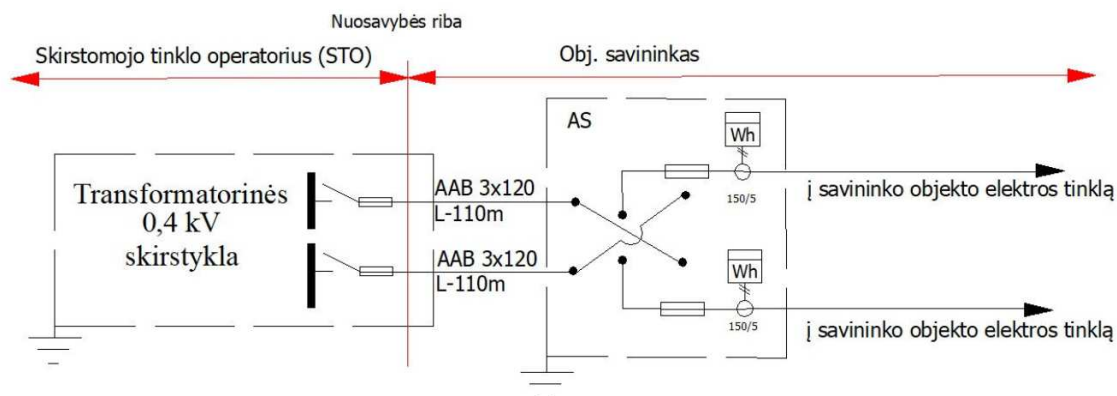 Nuosavybės riba
Skirstomojo tinklo operatorius (STO)
Obj. savininkas
AS
Wh
150/5
į savininko objekto elektros tinklą
Transformatorinės
0,4 kV
skirstykla
AAB 3x120
L-110m
AAB 3x120
L-110m
Wh
150/5
į savininko objekto elektros tinklą